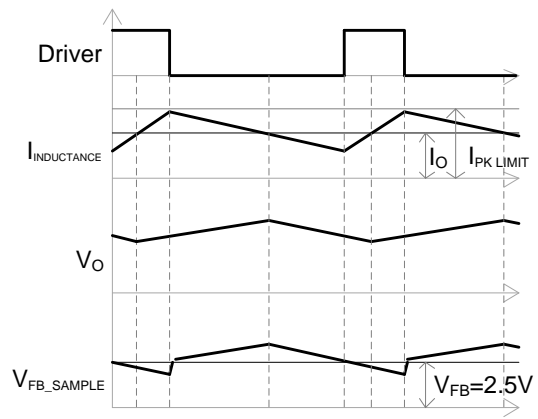 Driver
I_INDUCTANCE
I_O
I_PK LIMIT
V_O
V_FB_SAMPLE
V_FB=2.5V